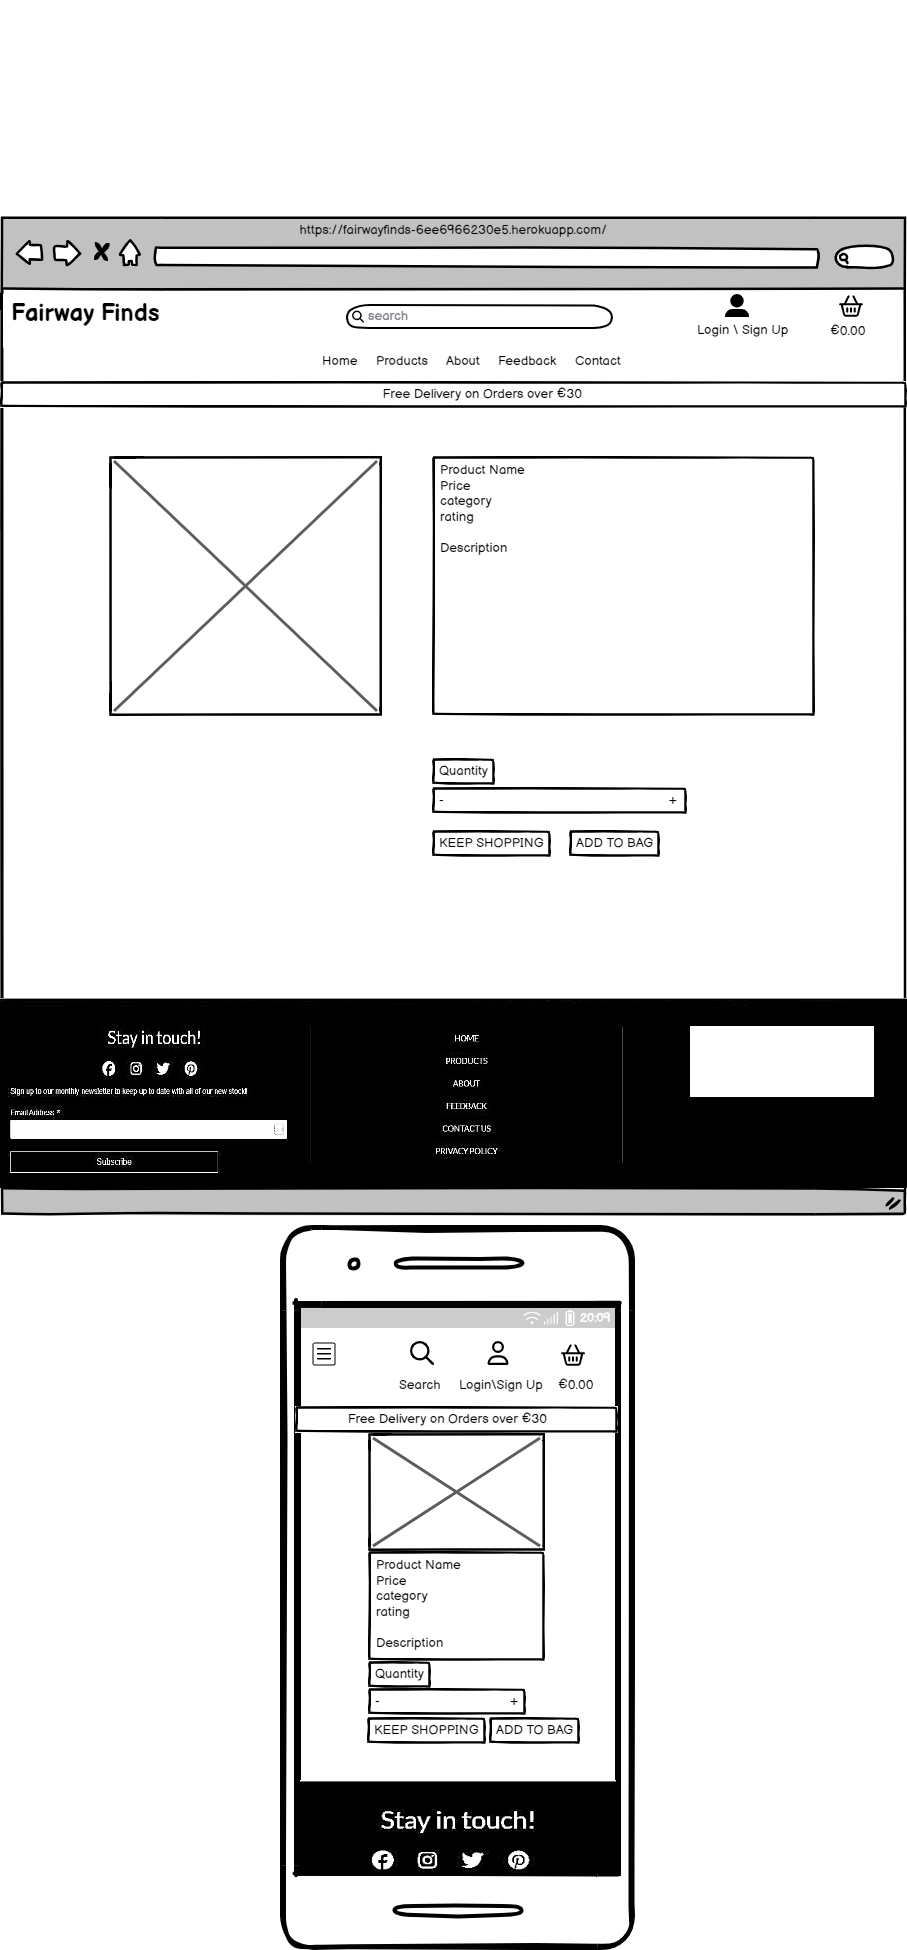 https://fairwayfinds-6ee6966230e5.herokuapp.com/
Fairway Finds
search
Login \ Sign Up
€0.00
Home Products About Feedback Contact
Free Delivery on Orders over €30
Product Name
Price
category
rating
Description
Quantity
- +
KEEP SHOPPING ADD TO BAG
Stay in touch!
Sign up to our monthly newsletter to keep up to date with all of our new stock!
Email Address *
Subscribe
HOME
PRODUCTS
ABOUT
FEEDBACK
CONTACT US
PRIVACY POLICY
20:09
Search Login\Sign Up €0.00
Free Delivery on Orders over €30
Product Name
Price
category
rating
Description
Quantity
- +
KEEP SHOPPING ADD TO BAG
Stay in touch!